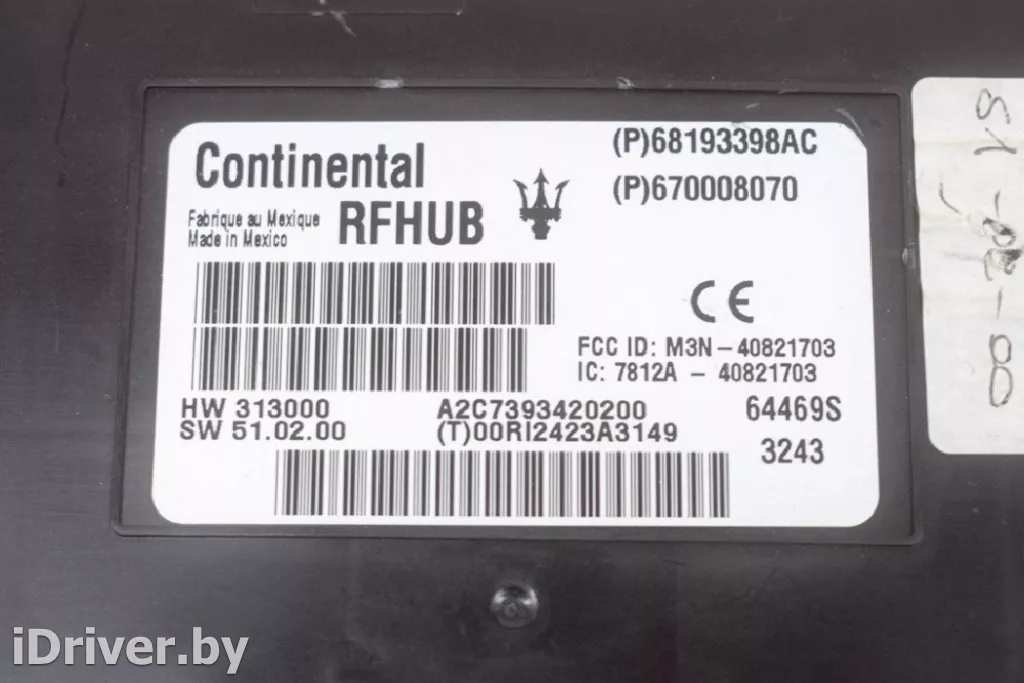 Continental
Fabrique au Mexique
Made in Mexico
RFHUB
(P)68193398AC
(P)670008070
CE
FCC ID: M3N-40821703
IC: 7812A - 40821703
HW 313000
SW 51.02.00
A2C7393420200
(T)00RI2423A3149
64469S
3243
iDriver.by